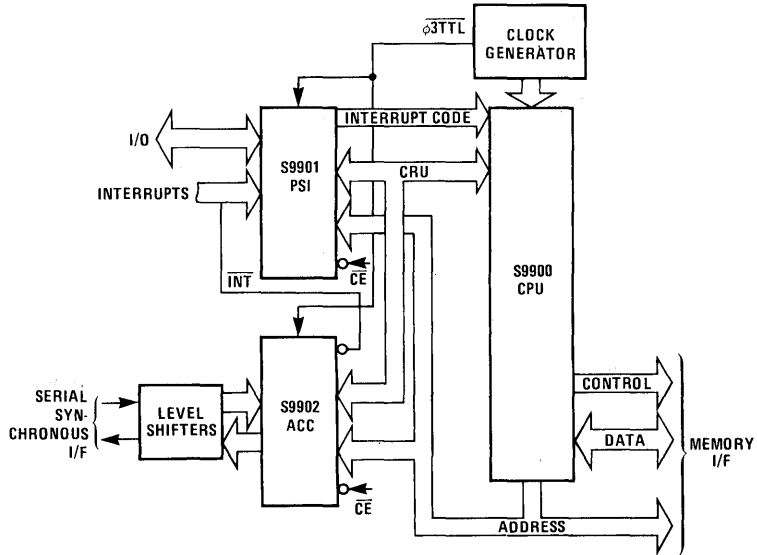 φ3TTL
CLOCK
GENERATOR
INTERRUPT CODE
I/O
S9901
PSI
CRU
INTERRUPTS
INT
CE
S9900
CPU
SERIAL
SYN-
CHRONOUS
I/F
LEVEL
SHIFTERS
S9902
ACC
CE
CONTROL
DATA
MEMORY
I/F
ADDRESS